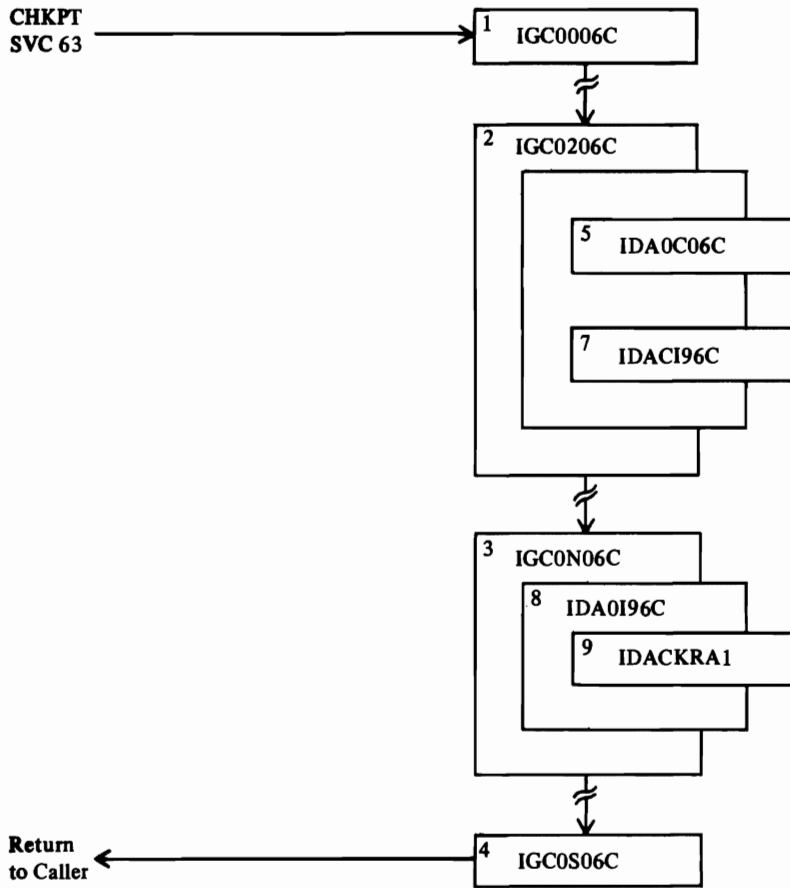 CHKPT
SVC 63
1 IGC0006C
2 IGC0206C
5 IDA0C06C
7 IDACI96C
3 IGC0N06C
8 IDA0I96C
9 IDACKRA1
Return
to Caller
4 IGC0S06C